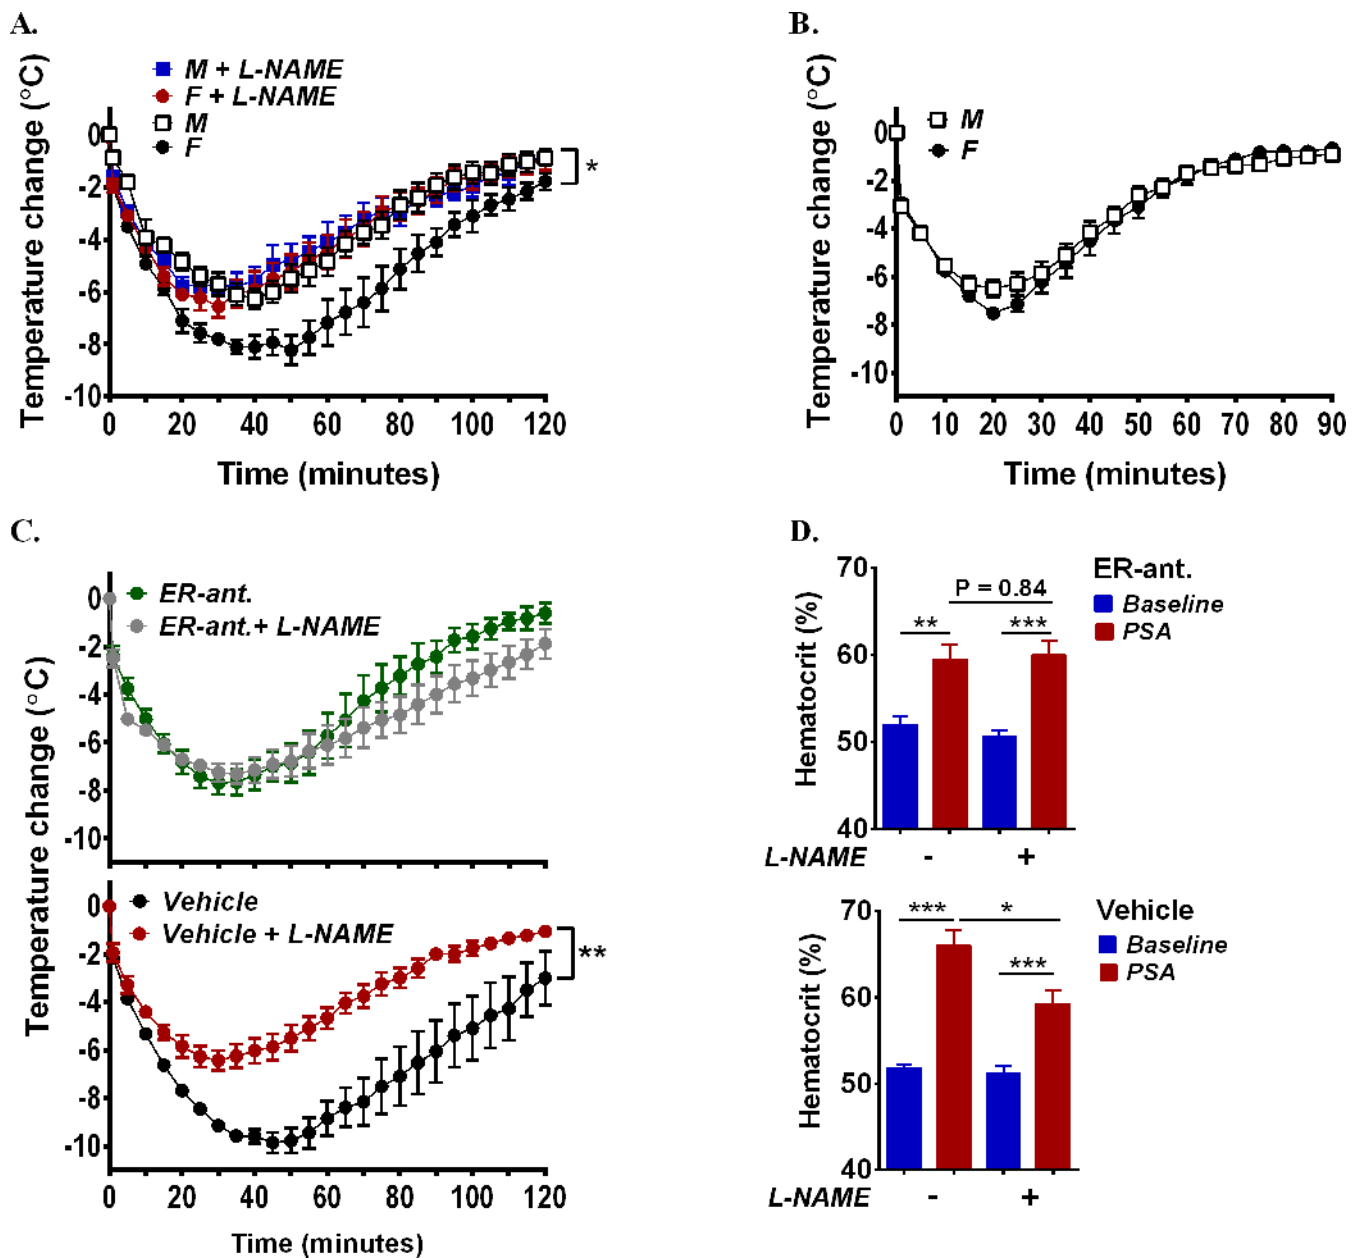 A.
M + L-NAME
F + L-NAME
M
F
Temperature change (°C)
0
-2
-4
-6
-8
-10
*
0 20 40 60 80 100 120
Time (minutes)
B.
M
F
Temperature change (°C)
0
-2
-4
-6
-8
-10
0 10 20 30 40 50 60 70 80 90
Time (minutes)
C.
ER-ant.
ER-ant.+ L-NAME
0
-2
-4
-6
-8
-10
Temperature change (°C)
Vehicle
Vehicle + L-NAME
0
-2
-4
-6
-8
-10
**
0 20 40 60 80 100 120
Time (minutes)
D.
ER-ant.
Baseline
PSA
P = 0.84
** ***
Hematocrit (%)
70
60
50
40
L-NAME - +
Vehicle
Baseline
PSA
*** *
***
Hematocrit (%)
70
60
50
40
L-NAME - +